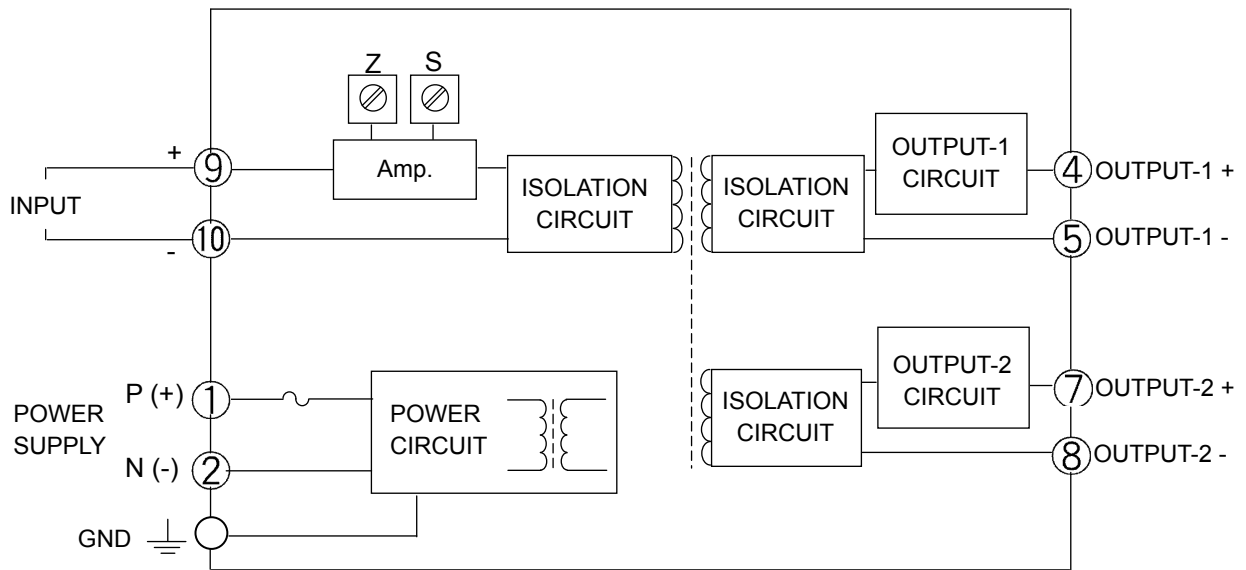 Z
S
+
9
Amp.
INPUT
-
10
ISOLATION
CIRCUIT
ISOLATION
CIRCUIT
OUTPUT-1
CIRCUIT
4
OUTPUT-1 +
5
OUTPUT-1 -
POWER
SUPPLY
P (+)
1
N (-)
2
GND
POWER
CIRCUIT
ISOLATION
CIRCUIT
OUTPUT-2
CIRCUIT
7
OUTPUT-2 +
8
OUTPUT-2 -